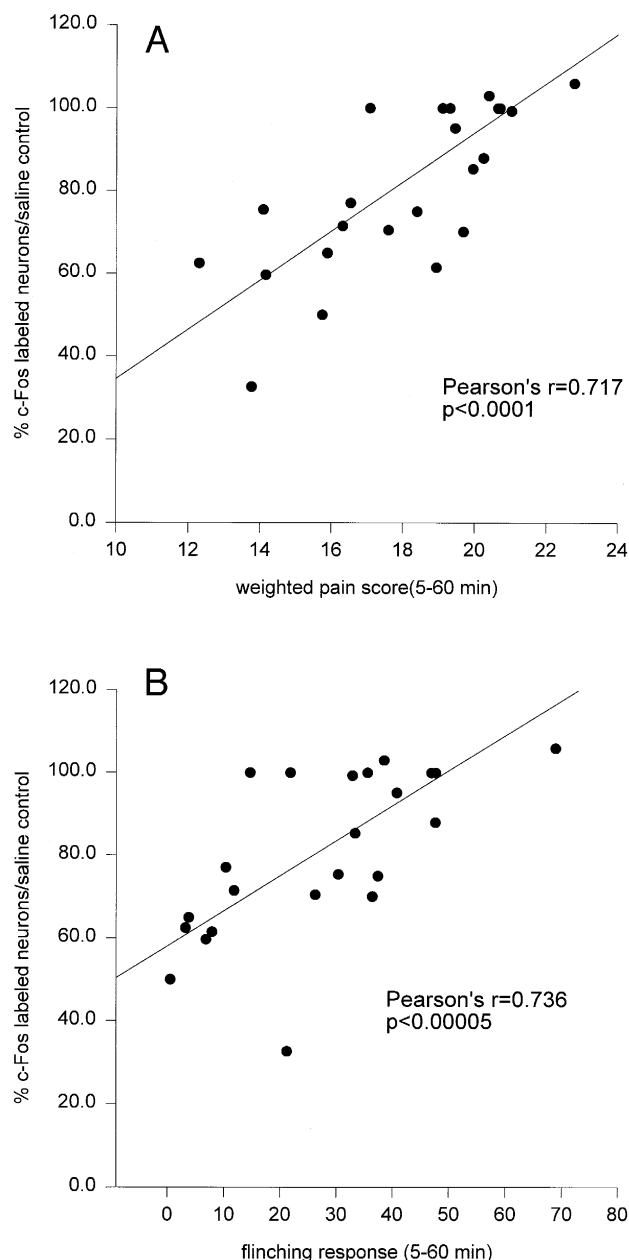 A
120.0
100.0
80.0
60.0
40.0
20.0
0.0
% c-Fos labeled neurons/saline control
Pearson's r=0.717
p<0.0001
10 12 14 16 18 20 22 24
weighted pain score(5-60 min)
B
120.0
100.0
80.0
60.0
40.0
20.0
0.0
% c-Fos labeled neurons/saline control
Pearson's r=0.736
p<0.00005
0 10 20 30 40 50 60 70 80
flinching response (5-60 min)